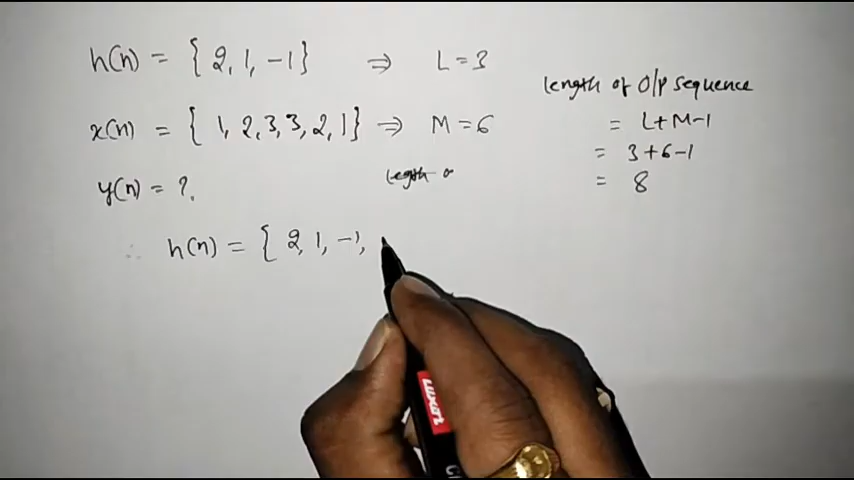 h(n) = { 2, 1, -1} ⇒ L = 3
x(n) = { 1, 2, 3, 3, 2, 1 } ⇒ M = 6
y(n) = ?.
length of O/p sequence
= L+M-1
= 3+6-1
= 8
∴ h(n) = { 2, 1, -1,
LUXOR